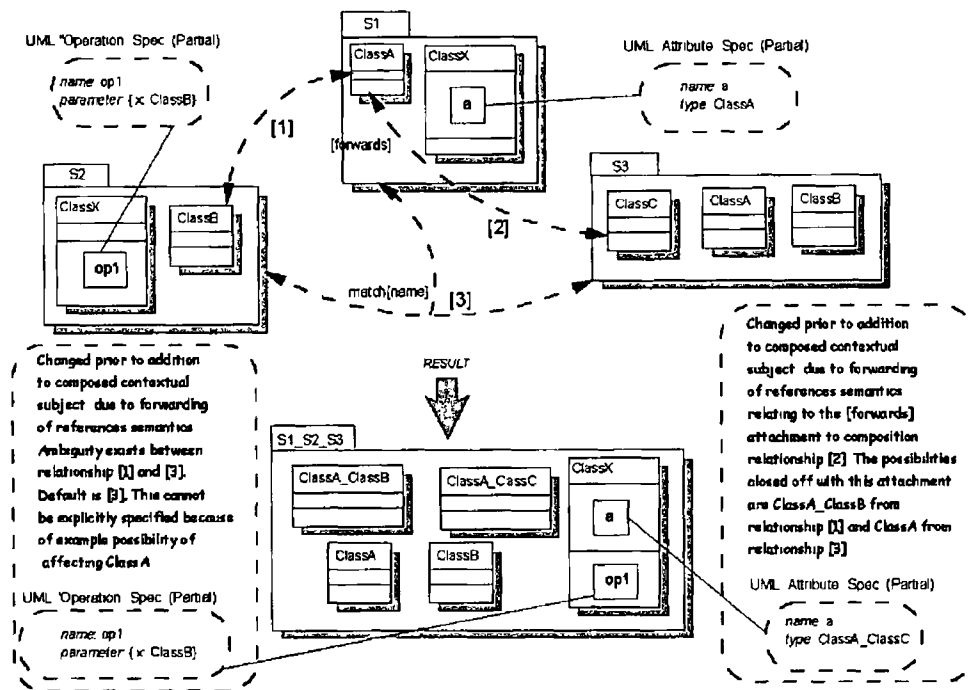 S1
UML "Operation Spec (Partial)
name op1
parameter {x ClassB}
ClassA
ClassX
a
UML Attribute Spec (Partial)
name a
type ClassA
[1]
[forwards]
S2
ClassX
op1
ClassB
[2]
S3
ClassC
ClassA
ClassB
match{name}
[3]
Changed prior to addition
to composed contextual
subject due to forwarding
of references semantics
Ambiguity exists between
relationship [1] and [3].
Default is [3], This cannot
be explicitly specified because
of example possibility of
affecting ClassA
UML 'Operation Spec (Partial)
name op1
parameter {x ClassB}
RESULT
S1_S2_S3
ClassA_ClassB
ClassA_CassC
ClassX
a
ClassA
ClassB
op1
Changed prior to addition
to composed contextual
subject due to forwarding
of references semantics
relating to the [forwards]
attachment to composition
relationship [2] The possibilities
closed off with this attachment
are ClassA_ClassB from
relationship [1] and ClassA from
relationship [3]
UML Attribute Spec (Partial)
name a
type ClassA_ClassC